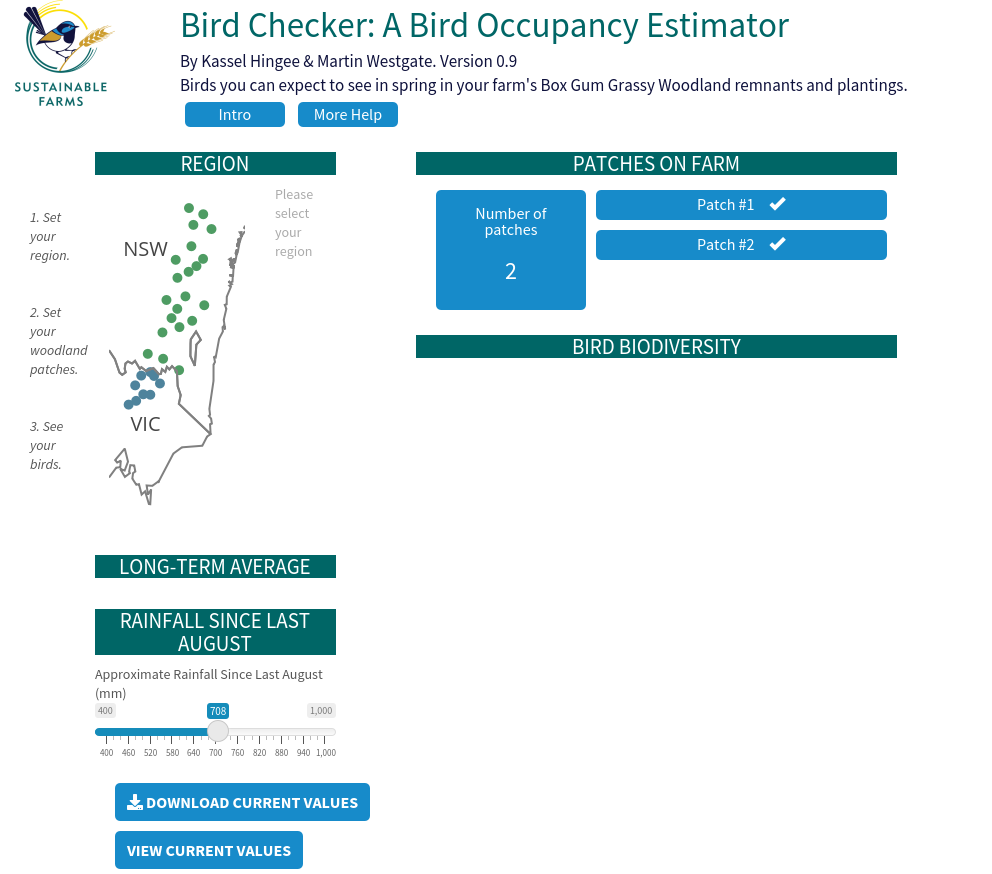 Bird Checker: A Bird Occupancy Estimator
By Kassel Hingee & Martin Westgate. Version 0.9
Birds you can expect to see in spring in your farm's Box Gum Grassy Woodland remnants and plantings.
SUSTAINABLE
FARMS
Intro
More Help
1. Set
your
region.
2. Set
your
woodland
patches.
3. See
your
birds.
REGION
Please
select
your
region
NSW
VIC
LONG-TERM AVERAGE
RAINFALL SINCE LAST
AUGUST
Approximate Rainfall Since Last August
(mm)
400 708 1,000
400 460 520 580 640 700 760 820 880 940 1,000
DOWNLOAD CURRENT VALUES
VIEW CURRENT VALUES
PATCHES ON FARM
Number of
patches
2
Patch #1
Patch #2
BIRD BIODIVERSITY